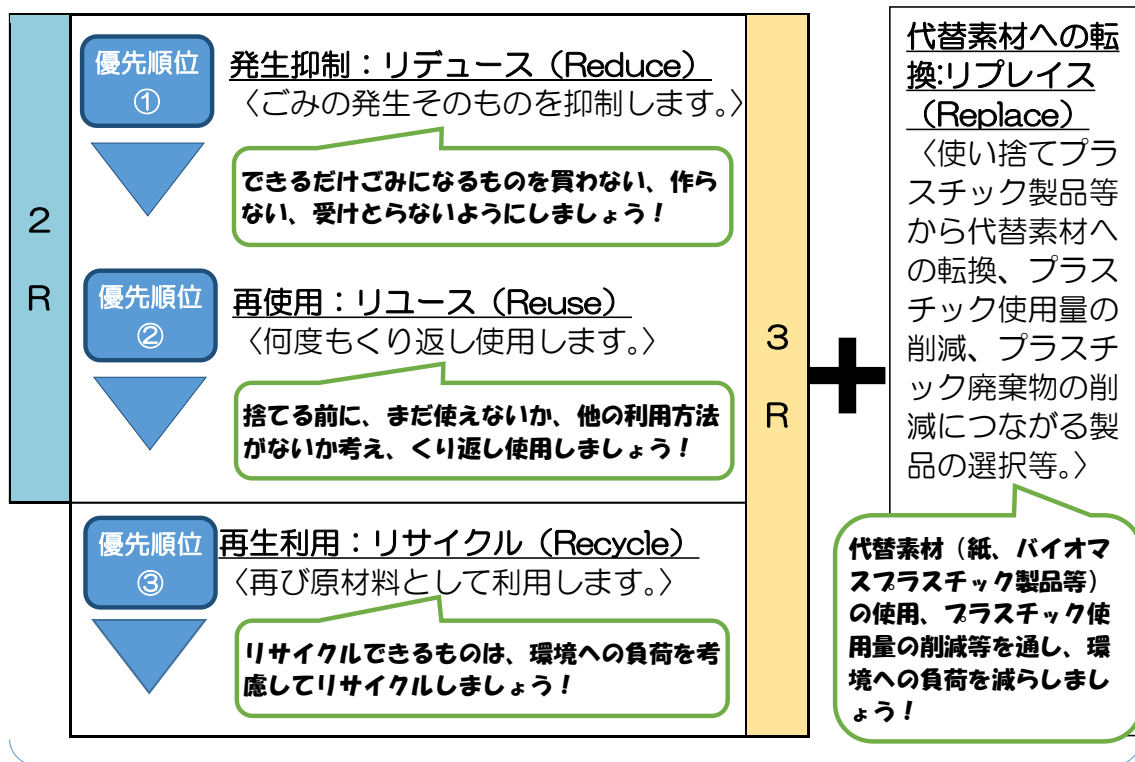 2
R
優先順位
①
発生抑制：リデュース（Reduce）
〈ごみの発生そのものを抑制します。〉
できるだけごみになるものを買わない、作ら
ない、受けとらないようにしましょう！
優先順位
②
再使用：リユース（Reuse）
〈何度もくり返し使用します。〉
捨てる前に、まだ使えないか、他の利用方法
がないか考え、くり返し使用しましょう！
優先順位
③
再生利用：リサイクル（Recycle）
〈再び原材料として利用します。〉
リサイクルできるものは、環境への負荷を考
慮してリサイクルしましょう！
3
R
代替素材への転
換:リプレイス
（Replace）
〈使い捨てプラ
スチック製品等
から代替素材へ
の転換、プラス
チック使用量の
削減、プラスチ
ック廃棄物の削
減につながる製
品の選択等。〉
代替素材（紙、バイオマ
スプラスチック製品等）
の使用、プラスチック使
用量の削減等を通し、環
境への負荷を減らしまし
ょう！